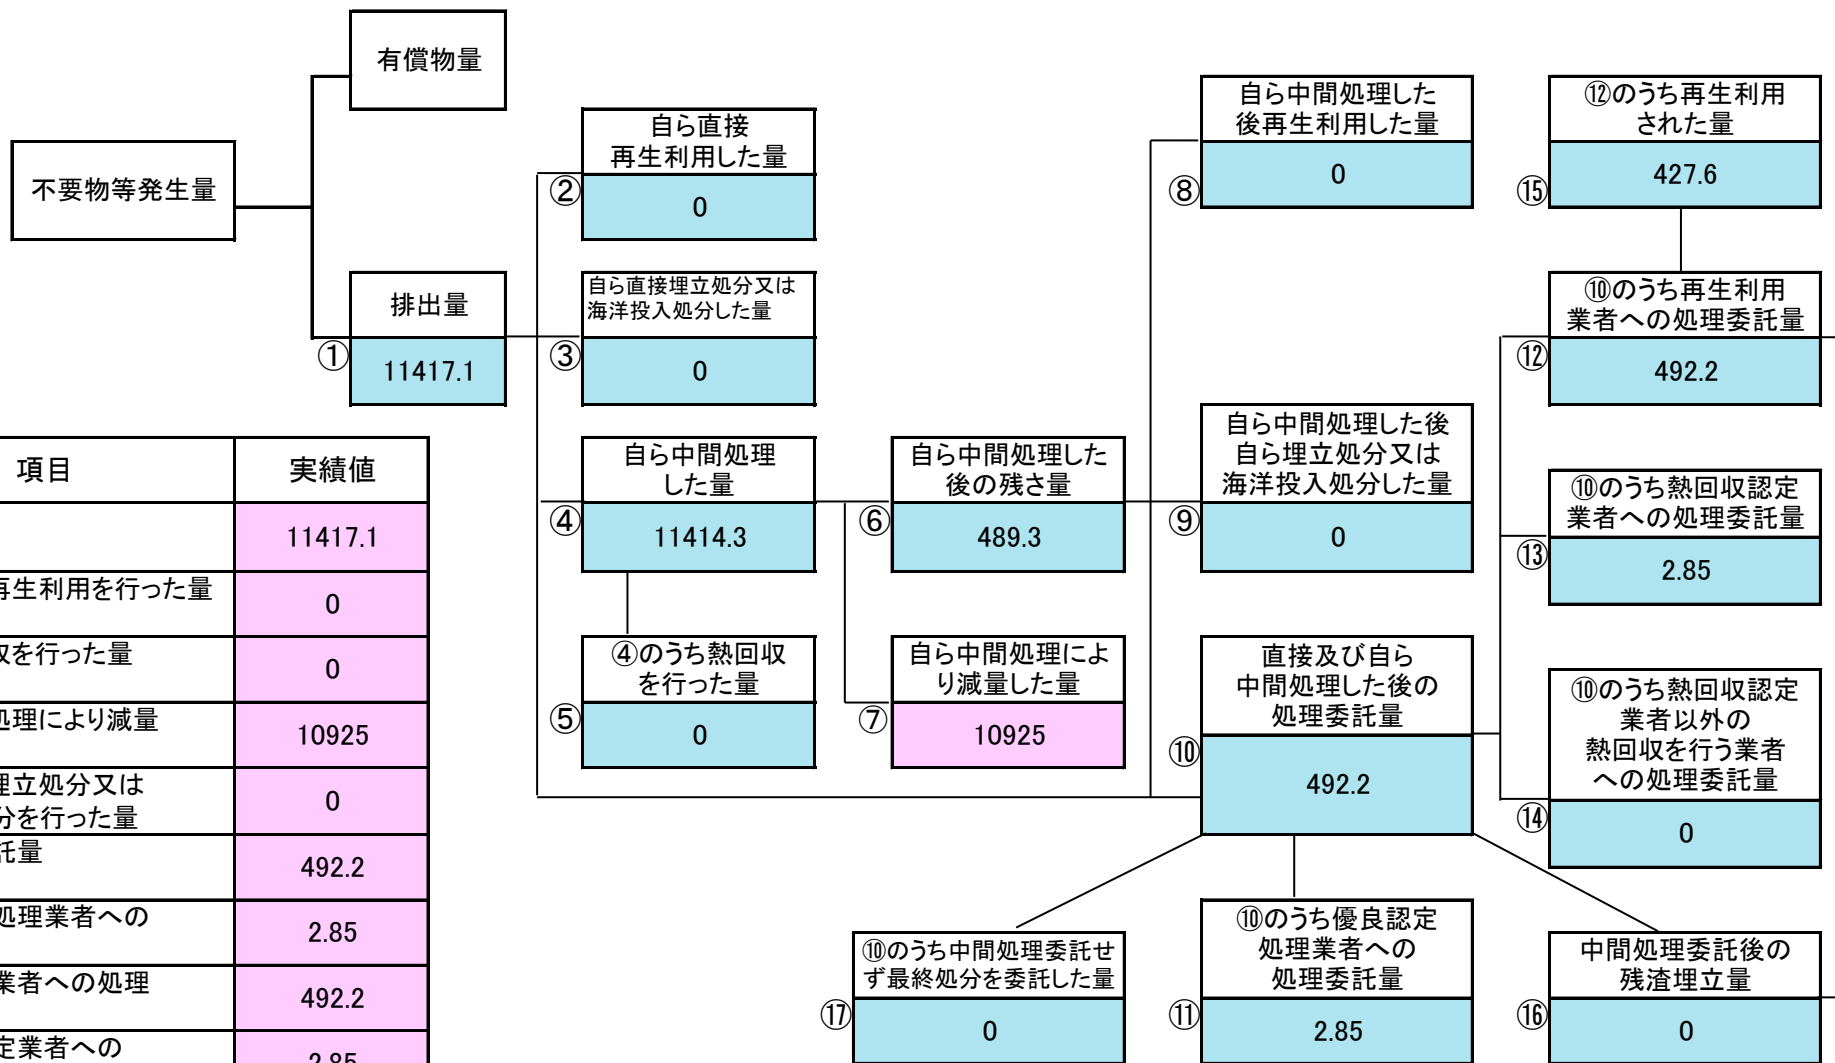 有償物量
不要物等発生量
排出量
①
11417.1
自ら直接
再生利用した量
②
0
自ら直接埋立処分又は
海洋投入処分した量
③
0
自ら中間処理
した量
④
11414.3
④のうち熱回収
を行った量
⑤
0
自ら中間処理した
後の残さ量
⑥
489.3
自ら中間処理によ
り減量した量
⑦
10925
自ら中間処理した
後再生利用した量
⑧
0
自ら中間処理した後
自ら埋立処分又は
海洋投入処分した量
⑨
0
直接及び自ら
中間処理した後の
処理委託量
⑩
492.2
⑫のうち再生利用
された量
⑮
427.6
⑩のうち再生利用
業者への処理委託量
⑫
492.2
⑩のうち熱回収認定
業者への処理委託量
⑬
2.85
⑩のうち熱回収認定
業者以外の
熱回収を行う業者
への処理委託量
⑭
0
⑩のうち中間処理委託せ
ず最終処分を委託した量
⑰
0
⑩のうち優良認定
処理業者への
処理委託量
⑪
2.85
中間処理委託後の
残渣埋立量
⑯
0
項目 実績値
11417.1
再生利用を行った量
0
収を行った量
0
処理により減量
10925
埋立処分又は
分を行った量
0
託量
492.2
処理業者への
2.85
業者への処理
492.2
定業者への
2.85